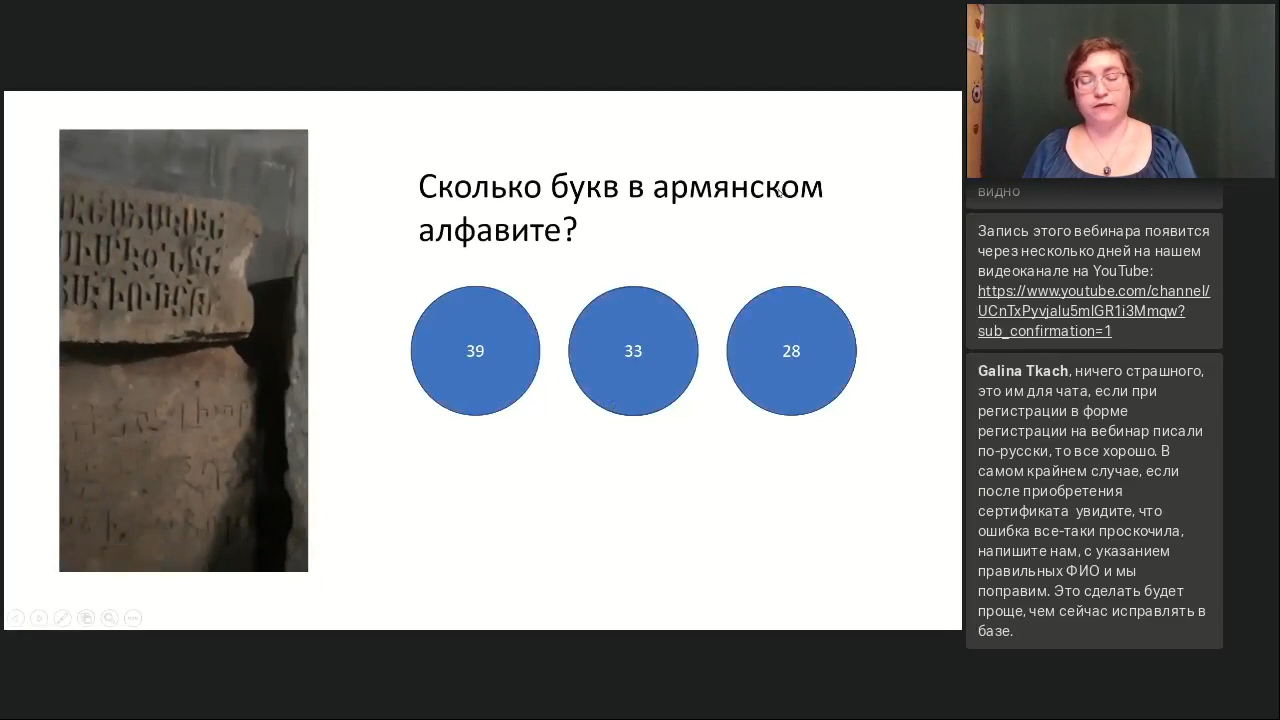 Сколько букв в армянском
алфавите?
39
33
28
видно
Запись этого вебинара появится
через несколько дней на нашем
видеоканале на YouTube:
https://www.youtube.com/channel/
UCnTxPyvjalu5mlGR1i3Mmqw?
sub_confirmation=1
Galina Tkach, ничего страшного,
это им для чата, если при
регистрации в форме
регистрации на вебинар писали
по-русски, то все хорошо. В
самом крайнем случае, если
после приобретения
сертификата увидите, что
ошибка все-таки проскочила,
напишите нам, с указанием
правильных ФИО и мы
поправим. Это сделать будет
проще, чем сейчас исправлять в
базе.